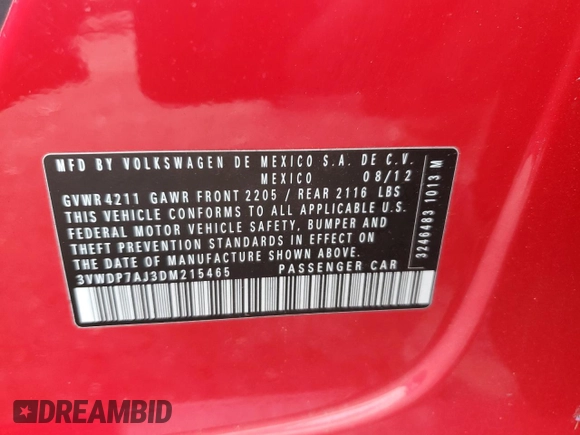 MFD BY VOLKSWAGEN DE MEXICO S.A. DE C.V.
MEXICO 08/12
GVWR 4211 GAWR FRONT 2205 / REAR 2116 LBS
THIS VEHICLE CONFORMS TO ALL APPLICABLE U.S.
FEDERAL MOTOR VEHICLE SAFETY, BUMPER AND
THEFT PREVENTION STANDARDS IN EFFECT ON
THE DATE OF MANUFACTURE SHOWN ABOVE.
3VWDP7AJ3DM215465 PASSENGER CAR
3246483 1013 M
DREAMBID